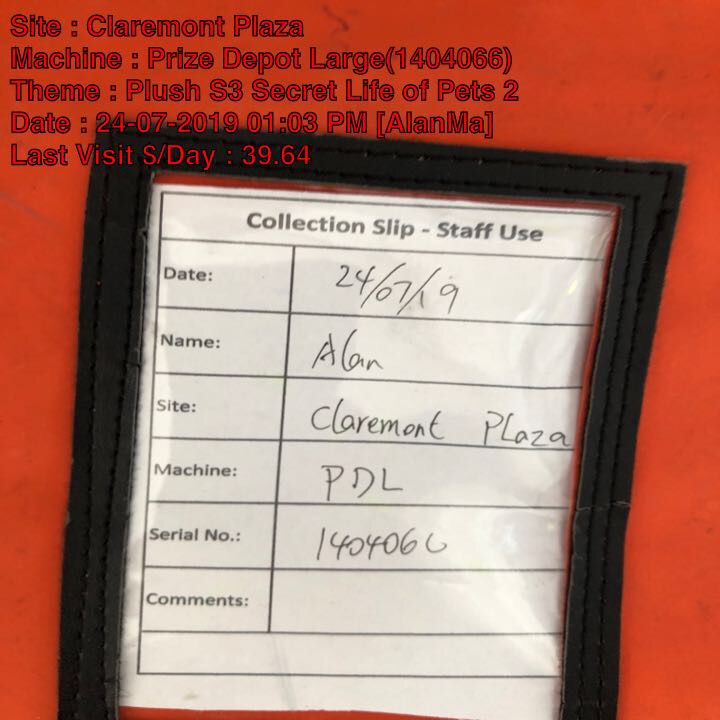 Site : Claremont Plaza
Machine : Prize Depot Large(1404066)
Theme : Plush S3 Secret Life of Pets 2
Date : 24-07-2019 01:03 PM [AlanMa]
Last Visit S/Day : 39.64
Collection Slip - Staff Use
Date: 24/07/19
Name: Alan
Site: Claremont Plaza
Machine: PDL
Serial No.: 1404066
Comments: